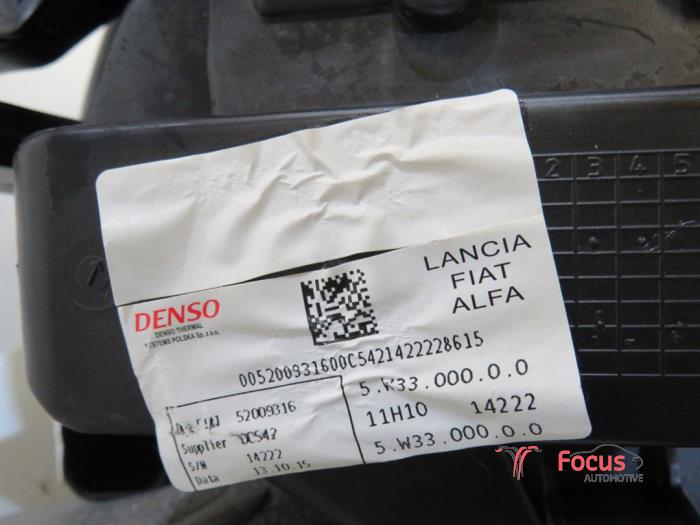 2 3 4 5
LANCIA
FIAT
ALFA
DENSO
DENSO THERMAL
SYSTEMS POLSKA Sp. z o.o.
005200931600C5421422228615
52009316
Supplier DC542
S/N 14222
Data 13.10.15
5.W33.000.0.0
11H10 14222
5.W33.000.0.0
Focus
AUTOMOTIVE